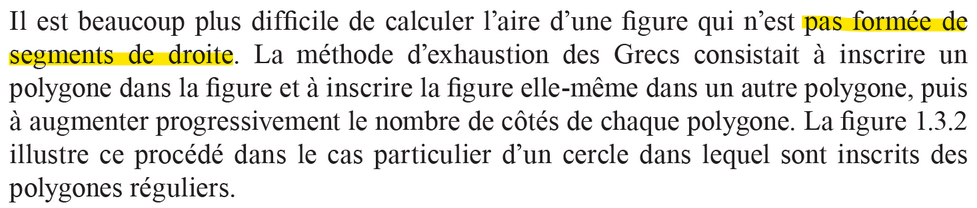 Il est beaucoup plus difficile de calculer l’aire d’une figure qui n’est pas formée de
segments de droite. La méthode d’exhaustion des Grecs consistait à inscrire un
polygone dans la figure et à inscrire la figure elle-même dans un autre polygone, puis
à augmenter progressivement le nombre de côtés de chaque polygone. La figure 1.3.2
illustre ce procédé dans le cas particulier d’un cercle dans lequel sont inscrits des
polygones réguliers.